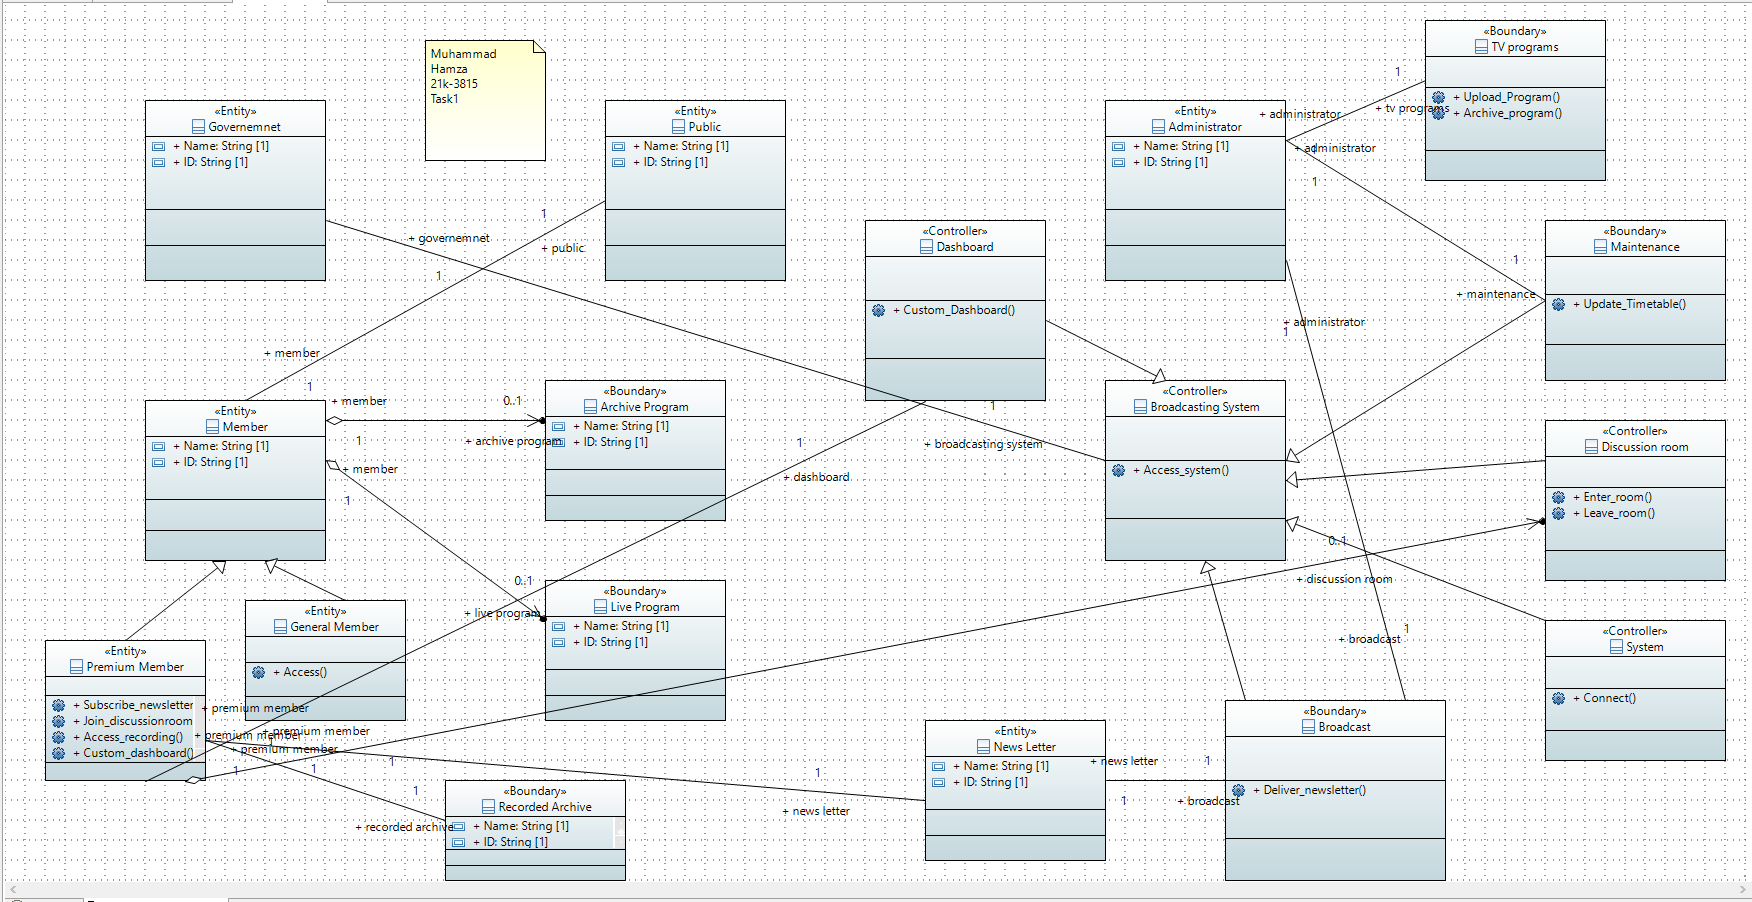 Muhammad
Hamza
21k-3815
Task1
«Entity»
Governemnet
+ Name: String [1]
+ ID: String [1]
«Entity»
Public
+ Name: String [1]
+ ID: String [1]
«Entity»
Administrator
+ Name: String [1]
+ ID: String [1]
«Boundary»
TV programs
+ Upload_Program()
+ Archive_program()
1
+ tv programs
+ administrator
+ administrator
1
1
+ maintenance
«Boundary»
Maintenance
+ Update_Timetable()
«Controller»
Dashboard
+ Custom_Dashboard()
+ governemnet
1
1
+ public
+ member
1
+ administrator
1
«Entity»
Member
+ Name: String [1]
+ ID: String [1]
+ member
1
0..1
+ archive program
+ member
1
«Boundary»
Archive Program
+ Name: String [1]
+ ID: String [1]
«Controller»
Broadcasting System
+ Access_system()
1
+ broadcasting system
1
+ dashboard
«Controller»
Discussion room
+ Enter_room()
+ Leave_room()
0..1
+ discussion room
0..1
+ live program
«Boundary»
Live Program
+ Name: String [1]
+ ID: String [1]
«Entity»
General Member
+ Access()
«Entity»
Premium Member
+ Subscribe_newsletter
+ Join_discussionroom
+ Access_recording()
+ Custom_dashboard()
+ premium member
+ premium member
+ premium member
+ premium member
1
1
1
1
+ recorded archive
«Boundary»
Recorded Archive
+ Name: String [1]
+ ID: String [1]
1
+ news letter
«Entity»
News Letter
+ Name: String [1]
+ ID: String [1]
+ news letter
1
1
+ broadcast
1
+ broadcast
«Boundary»
Broadcast
+ Deliver_newsletter()
«Controller»
System
+ Connect()